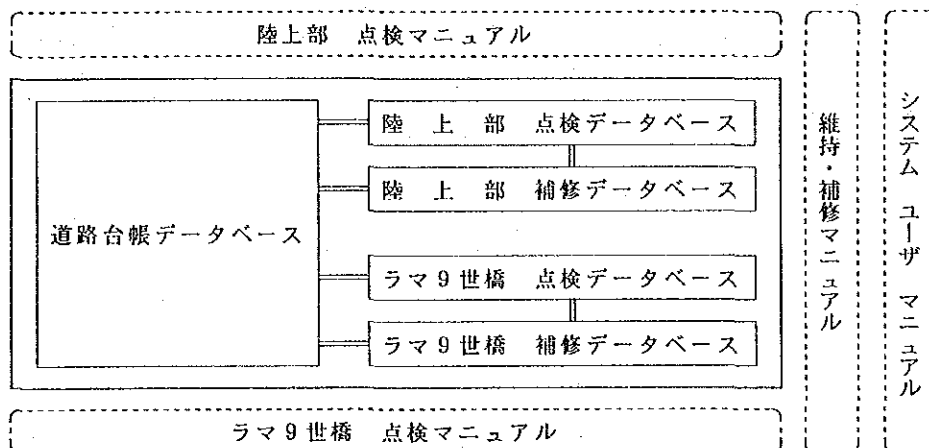 陸上部 点検マニュアル
道路台帳データベース
陸上部 点検データベース
陸上部 補修データベース
ラマ9世橋 点検データベース
ラマ9世橋 補修データベース
ラマ9世橋 点検マニュアル
維持・補修マニュアル
システム ユーザ マニュアル